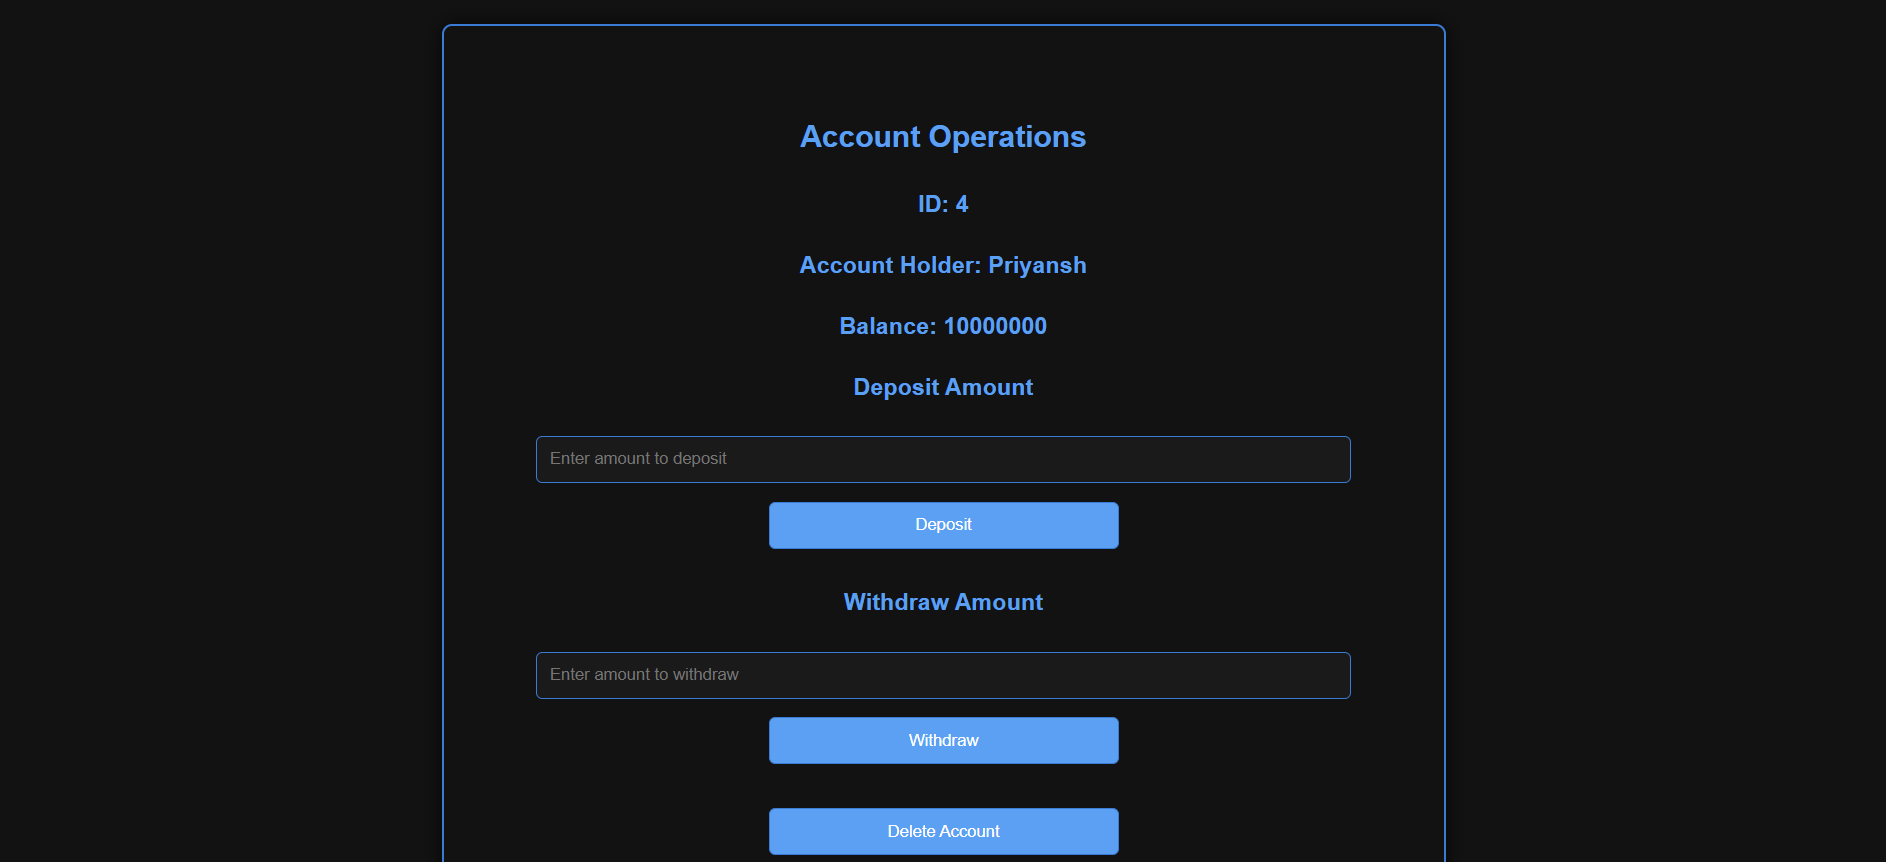 Account Operations
ID: 4
Account Holder: Priyansh
Balance: 10000000
Deposit Amount
Enter amount to deposit
Deposit
Withdraw Amount
Enter amount to withdraw
Withdraw
Delete Account